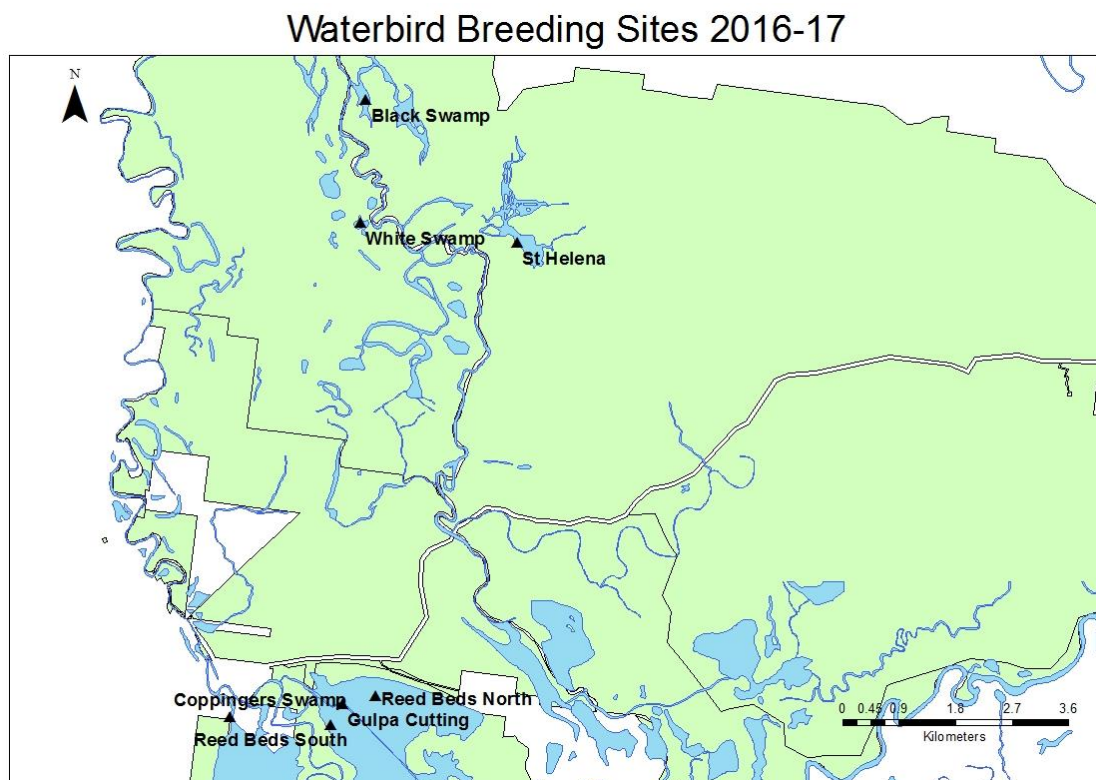 Waterbird Breeding Sites 2016-17
N
Black Swamp
White Swamp
St Helena
Coppingers Swamp
Reed Beds North
Gulpa Cutting
Reed Beds South
0 0.45 0.9 1.8 2.7 3.6
Kilometers